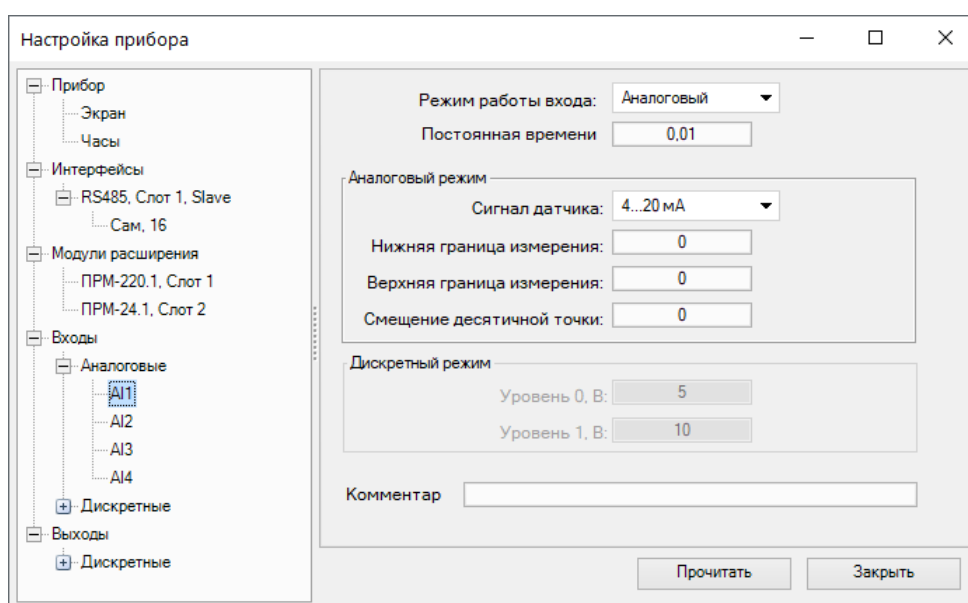 Настройка прибора
Прибор
Экран
Часы
Интерфейсы
RS485, Слот 1, Slave
Сам, 16
Модули расширения
ПРМ-220.1, Слот 1
ПРМ-24.1, Слот 2
Входы
Аналоговые
AI1
AI2
AI3
AI4
Дискретные
Выходы
Дискретные
Режим работы входа: Аналоговый
Постоянная времени 0,01
Аналоговый режим
Сигнал датчика: 4...20 мА
Нижняя граница измерения: 0
Верхняя граница измерения: 0
Смещение десятичной точки: 0
Дискретный режим
Уровень 0, В: 5
Уровень 1, В: 10
Комментар
Прочитать Закрыть